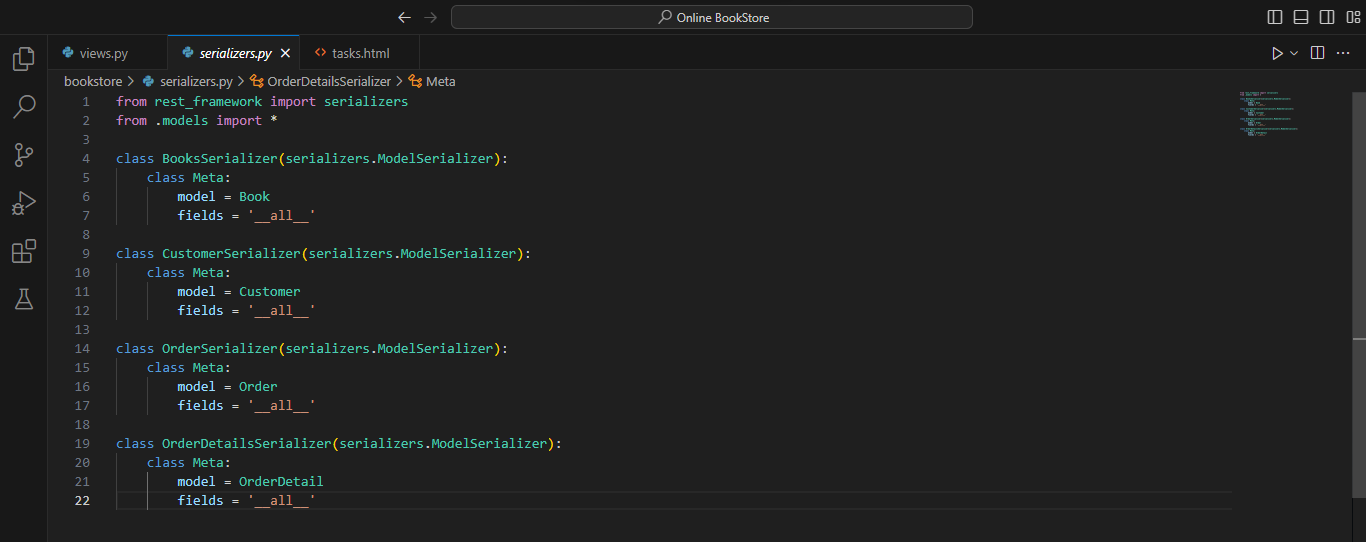 Online BookStore
views.py
serializers.py
tasks.html
bookstore > serializers.py > OrderDetailsSerializer > Meta
1 from rest_framework import serializers
2 from .models import *
3
4 class BooksSerializer(serializers.ModelSerializer):
5     class Meta:
6         model = Book
7         fields = '__all__'
8
9 class CustomerSerializer(serializers.ModelSerializer):
10     class Meta:
11         model = Customer
12         fields = '__all__'
13
14 class OrderSerializer(serializers.ModelSerializer):
15     class Meta:
16         model = Order
17         fields = '__all__'
18
19 class OrderDetailsSerializer(serializers.ModelSerializer):
20     class Meta:
21         model = OrderDetail
22         fields = '__all__'